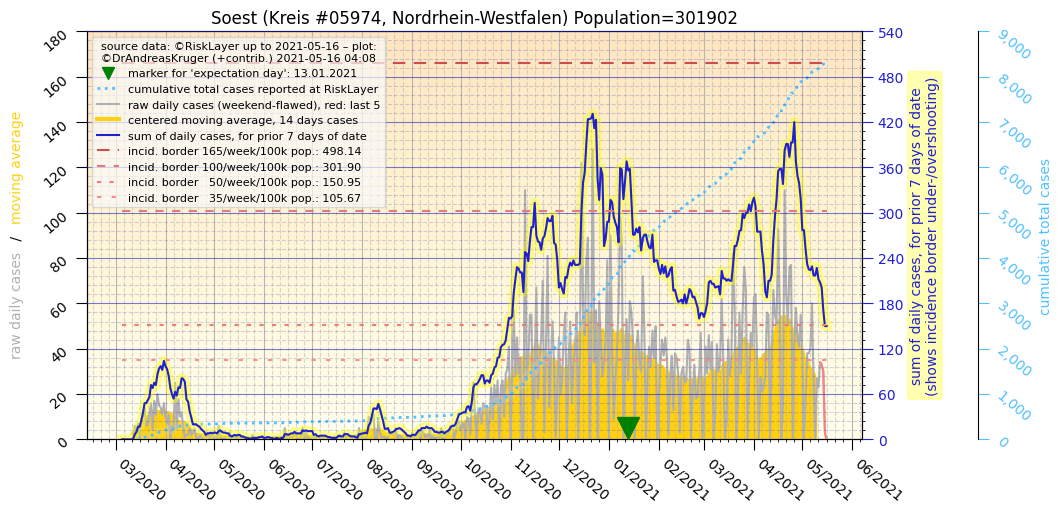 Soest (Kreis #05974, Nordrhein-Westfalen) Population=301902
source data: ©RiskLayer up to 2021-05-16 – plot:
©DrAndreasKruger (+contrib.) 2021-05-16 04:08
marker for 'expectation day': 13.01.2021
cumulative total cases reported at RiskLayer
raw daily cases (weekend-flawed), red: last 5
centered moving average, 14 days cases
sum of daily cases, for prior 7 days of date
incid. border 165/week/100k pop.: 498.14
incid. border 100/week/100k pop.: 301.90
incid. border 50/week/100k pop.: 150.95
incid. border 35/week/100k pop.: 105.67
raw daily cases / moving average
180
160
140
120
100
80
60
40
20
0
03/2020
04/2020
05/2020
06/2020
07/2020
08/2020
09/2020
10/2020
11/2020
12/2020
01/2021
02/2021
03/2021
04/2021
05/2021
06/2021
540
480
420
360
300
240
180
120
60
0
sum of daily cases, for prior 7 days of date
(shows incidence border under-/overshooting)
9,000
8,000
7,000
6,000
5,000
4,000
3,000
2,000
1,000
0
cumulative total cases